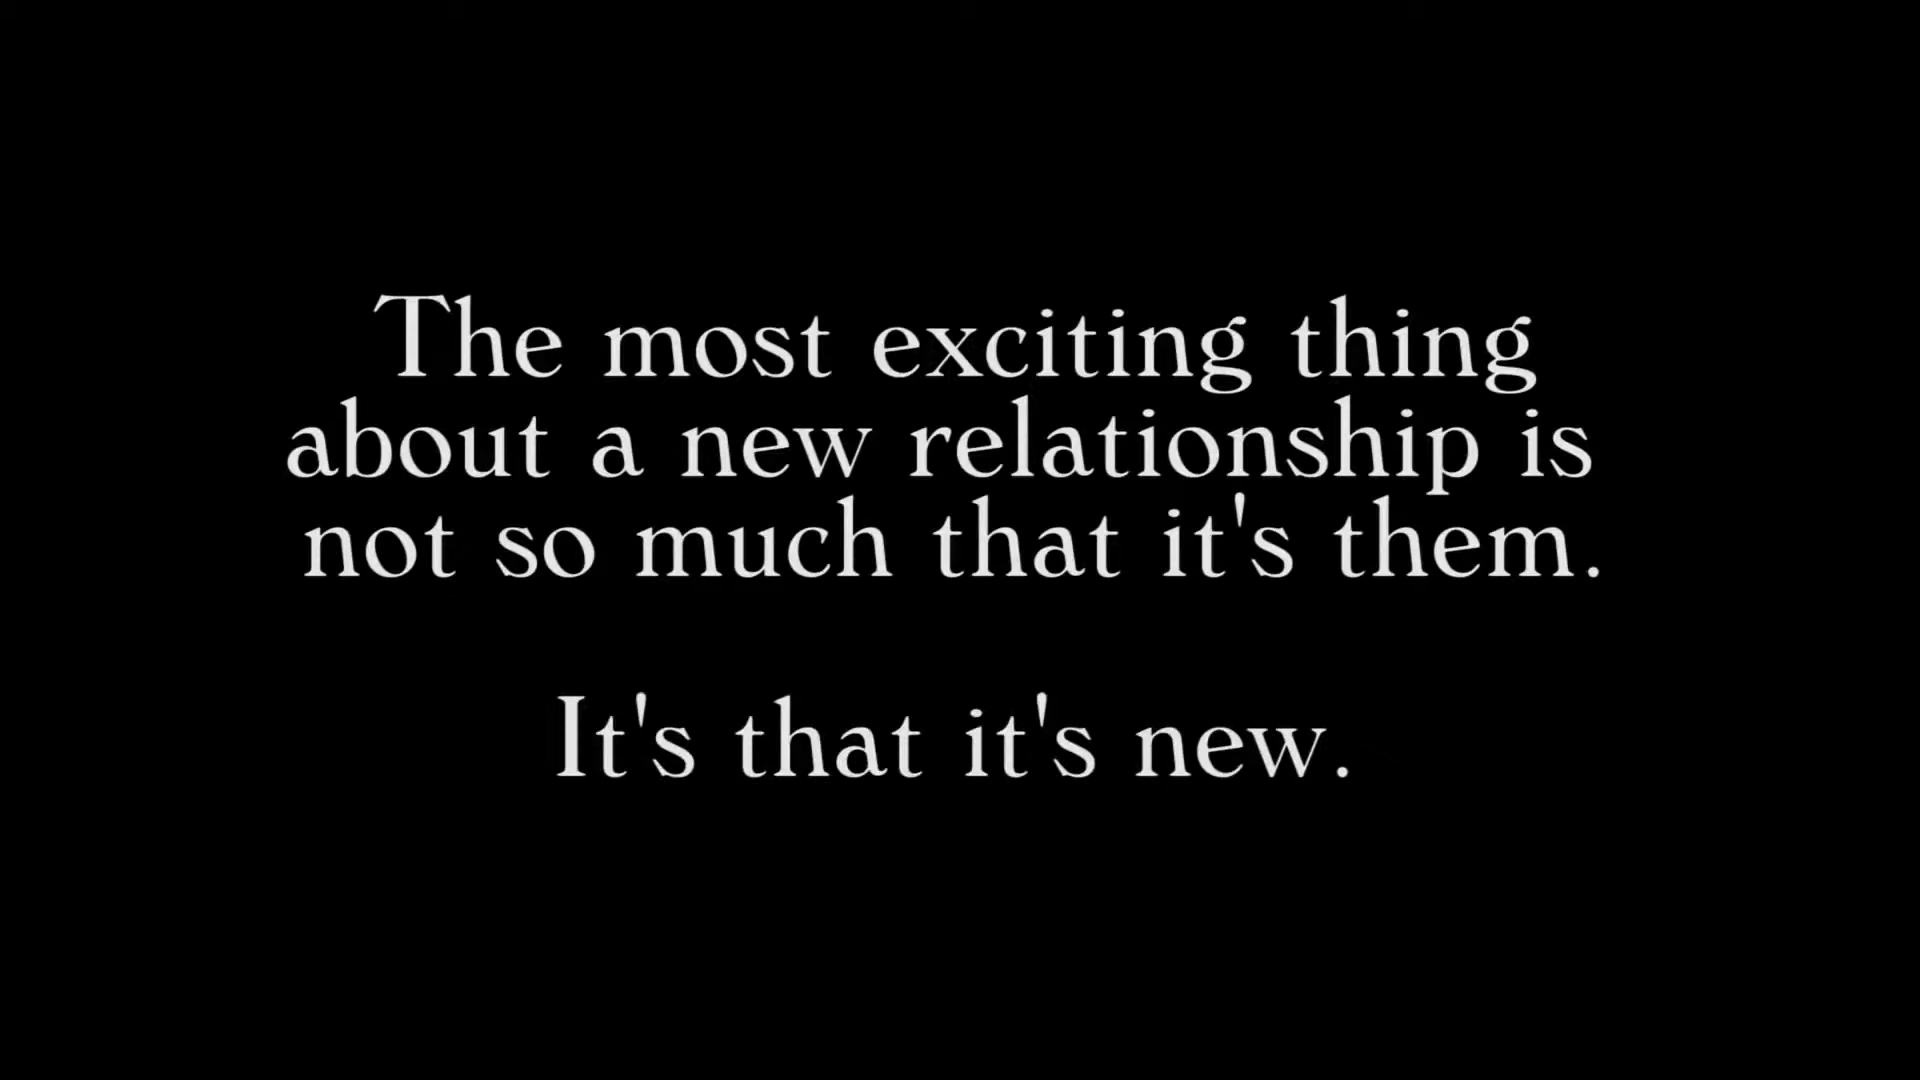 The most exciting thing
about a new relationship is
not so much that it's them.
It's that it's new.